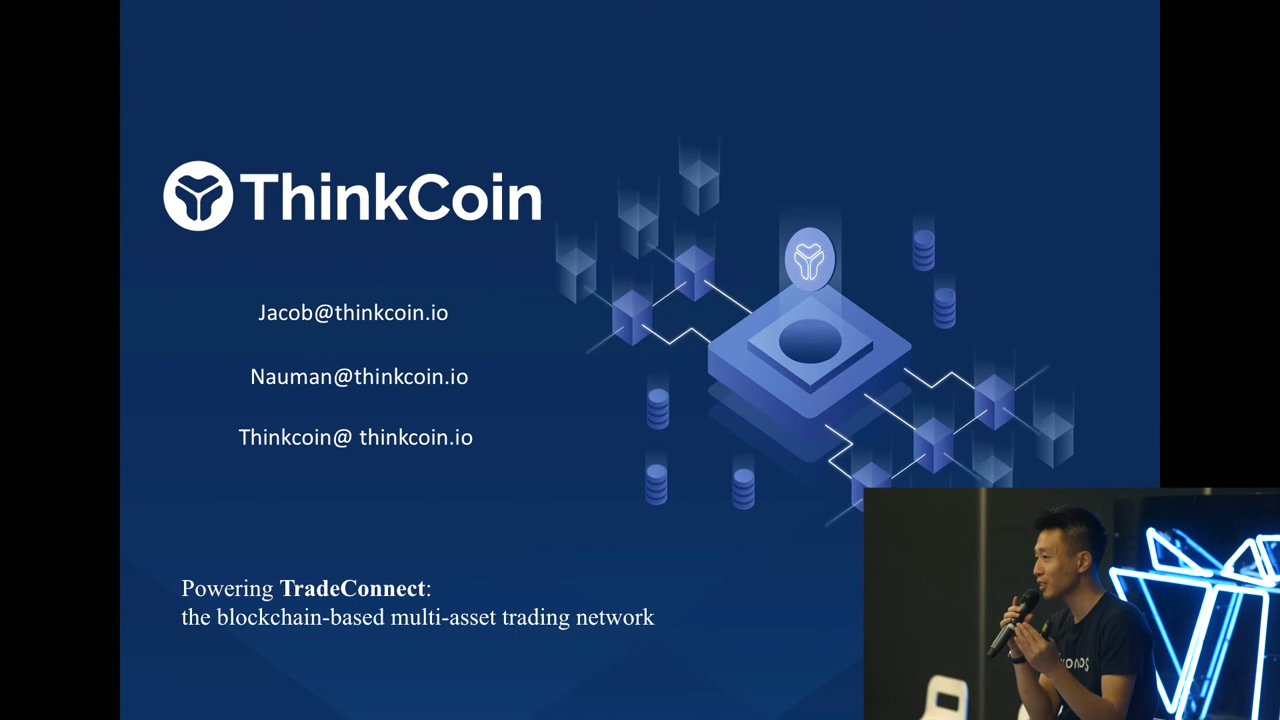 ThinkCoin
Jacob@thinkcoin.io
Nauman@thinkcoin.io
Thinkcoin@ thinkcoin.io
Powering TradeConnect:
the blockchain-based multi-asset trading network